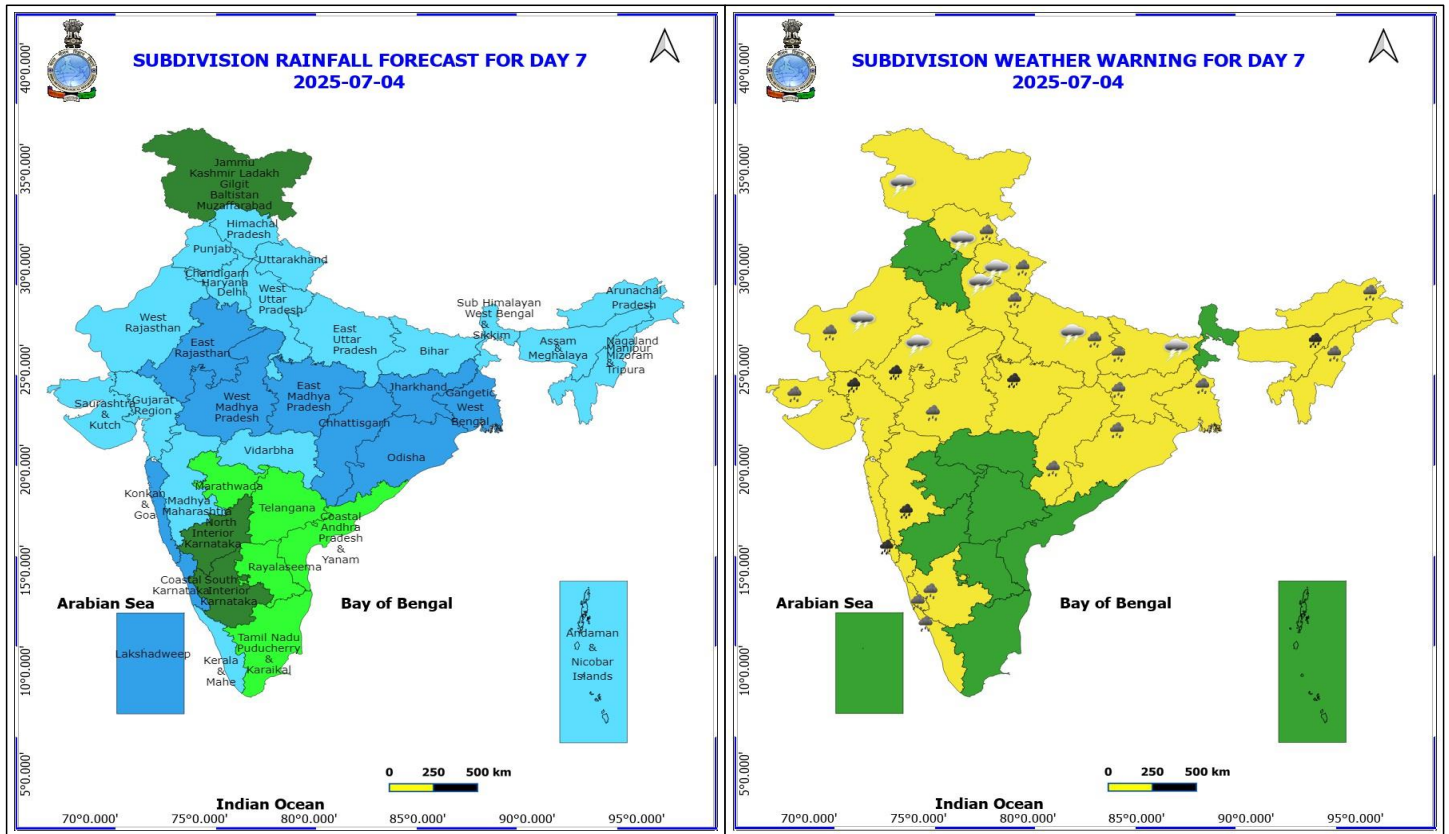 SUBDIVISION RAINFALL FORECAST FOR DAY 7
2025-07-04
40°0.000'
35°0.000'
30°0.000'
25°0.000'
20°0.000'
15°0.000'
10°0.000'
5°0.000'
Jammu
Kashmir Ladakh
Gilgit
Baltistan
Muzaffarabad
Himachal
Pradesh
Punjab
Uttarakhand
Chandigarh
Haryana
Delhi
West
Uttar
Pradesh
West
Rajasthan
East
Rajasthan
East
Uttar
Pradesh
Bihar
Sub Himalayan
West Bengal
&
Sikkim
Arunachal
Pradesh
Assam
&
Meghalaya
Nagaland
Manipur
Mizoram
&
Tripura
Saurashtra
&
Kutch
Gujarat
Region
West
Madhya
Pradesh
East
Madhya
Pradesh
Jharkhand
Gangetic
West
Bengal
Chhattisgarh
Odisha
Vidarbha
Konkan
&
Goa
Madhya
Maharashtra
Marathwada
Telangana
North
Interior
Karnataka
Coastal
Andhra
Pradesh
&
Yanam
Rayalaseema
Coastal
Karnataka
South
Interior
Karnataka
Arabian Sea
Bay of Bengal
Lakshadweep
Kerala
&
Mahe
Tamil Nadu
Puducherry
&
Karaikal
Andaman
&
Nicobar
Islands
0 250 500 km
Indian Ocean
70°0.000' 75°0.000' 80°0.000' 85°0.000' 90°0.000' 95°0.000'
SUBDIVISION WEATHER WARNING FOR DAY 7
2025-07-04
40°0.000'
35°0.000'
30°0.000'
25°0.000'
20°0.000'
15°0.000'
10°0.000'
5°0.000'
Arabian Sea
Bay of Bengal
0 250 500 km
Indian Ocean
70°0.000' 75°0.000' 80°0.000' 85°0.000' 90°0.000' 95°0.000'